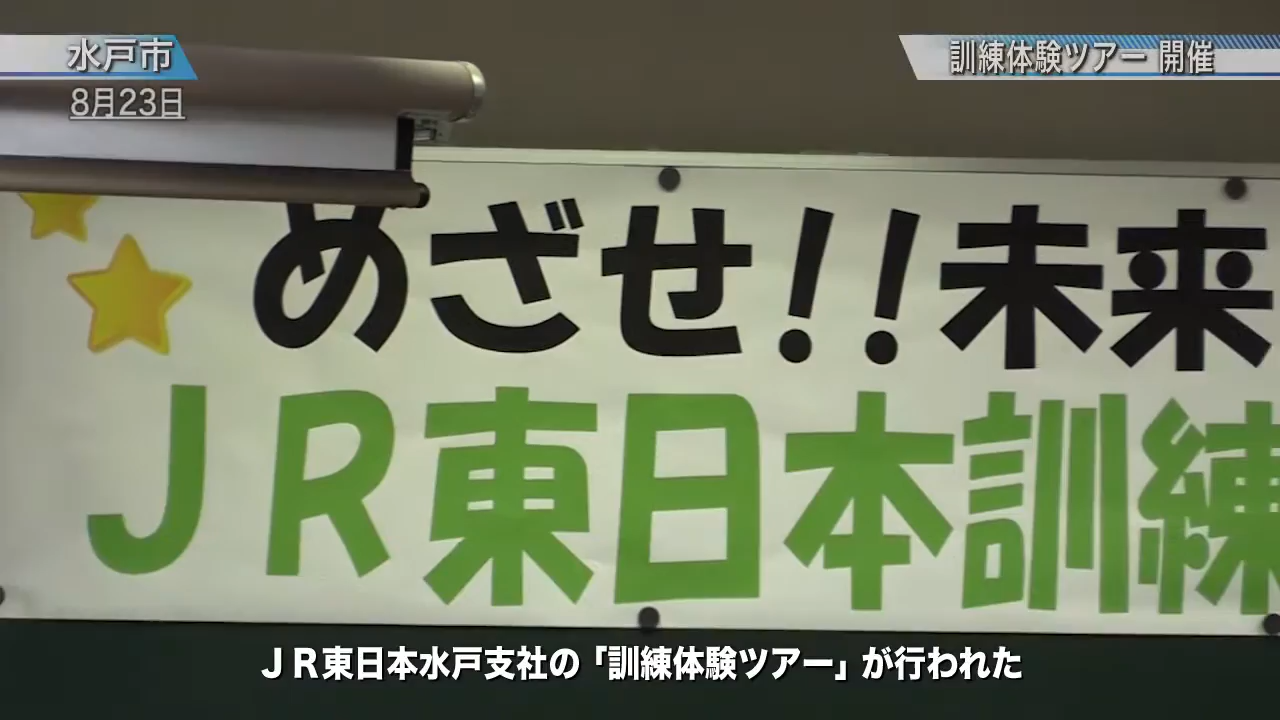 水戸市
8月23日
訓練体験ツアー 開催
めざせ!!未来
JR東日本訓練
JR東日本水戸支社の「訓練体験ツアー」が行われた